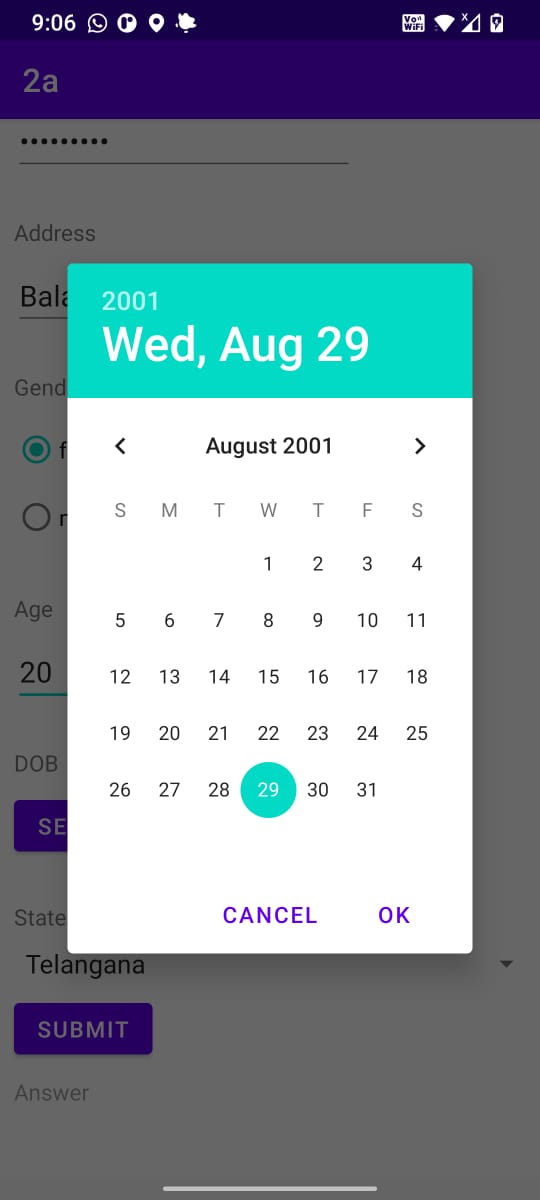 9:06 Vo) WiFi
2a
•••••••••
Address
Bala
2001
Wed, Aug 29
Gend
August 2001
S M T W T F S
1 2 3 4
5 6 7 8 9 10 11
12 13 14 15 16 17 18
19 20 21 22 23 24 25
26 27 28 29 30 31
Age
20
DOB
SE
CANCEL OK
State
Telangana
SUBMIT
Answer